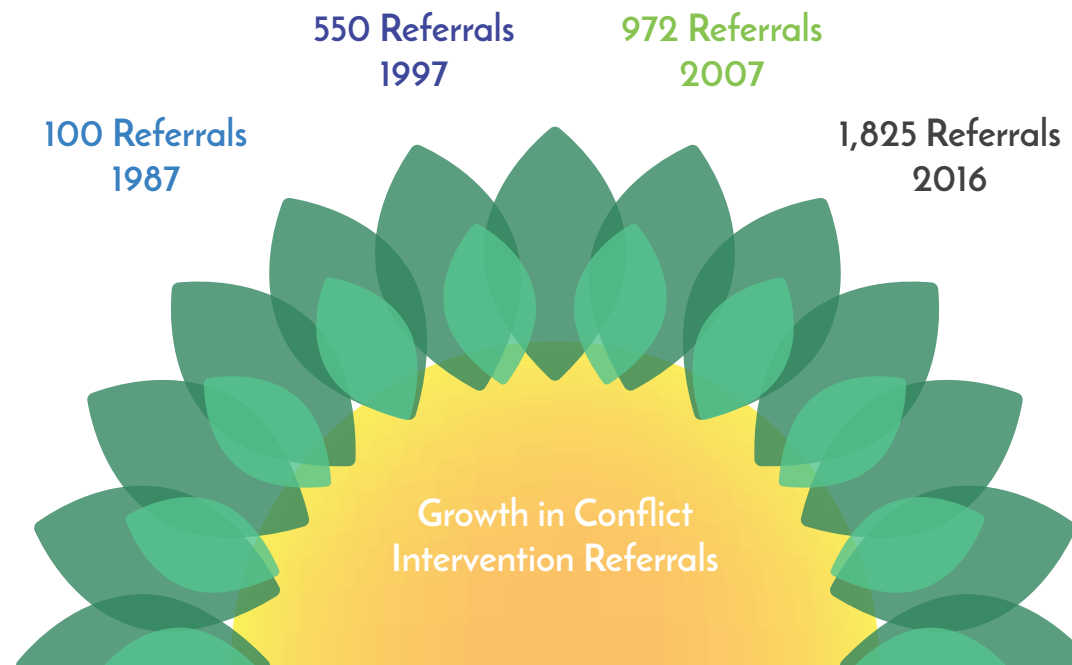 550 Referrals
1997
972 Referrals
2007
100 Referrals
1987
1,825 Referrals
2016
Growth in Conflict
Intervention Referrals